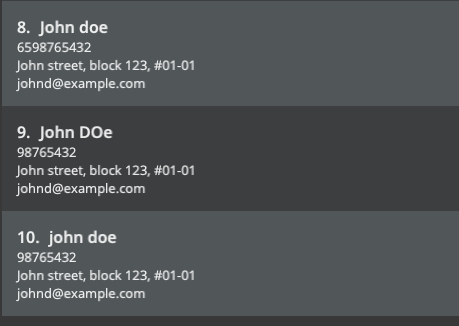 8. John doe
6598765432
John street, block 123, #01-01
johnd@example.com
9. John DOe
98765432
John street, block 123, #01-01
johnd@example.com
10. john doe
98765432
John street, block 123, #01-01
johnd@example.com